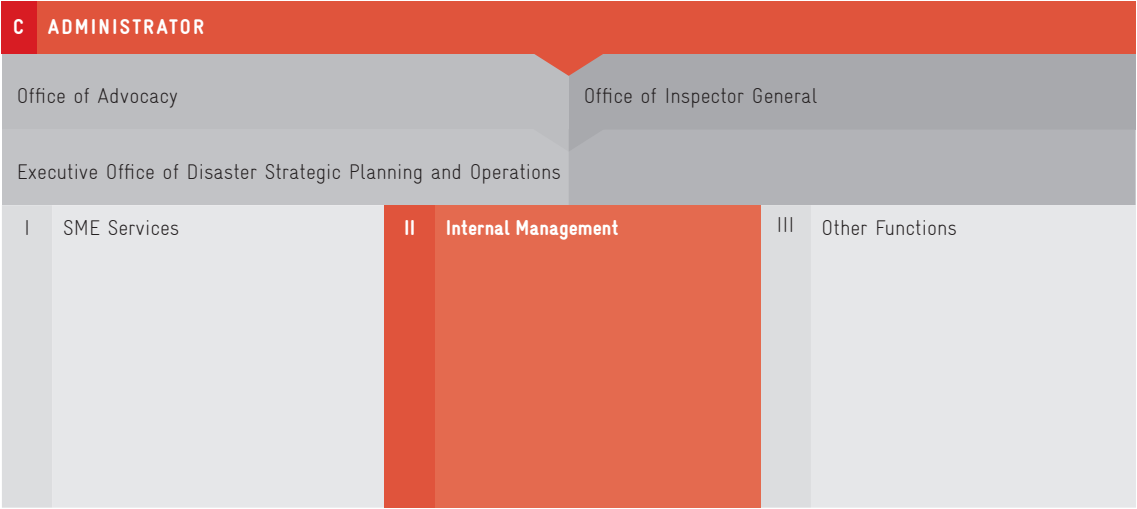 C ADMINISTRATOR
Office of Advocacy
Office of Inspector General
Executive Office of Disaster Strategic Planning and Operations
I SME Services
II Internal Management
III Other Functions